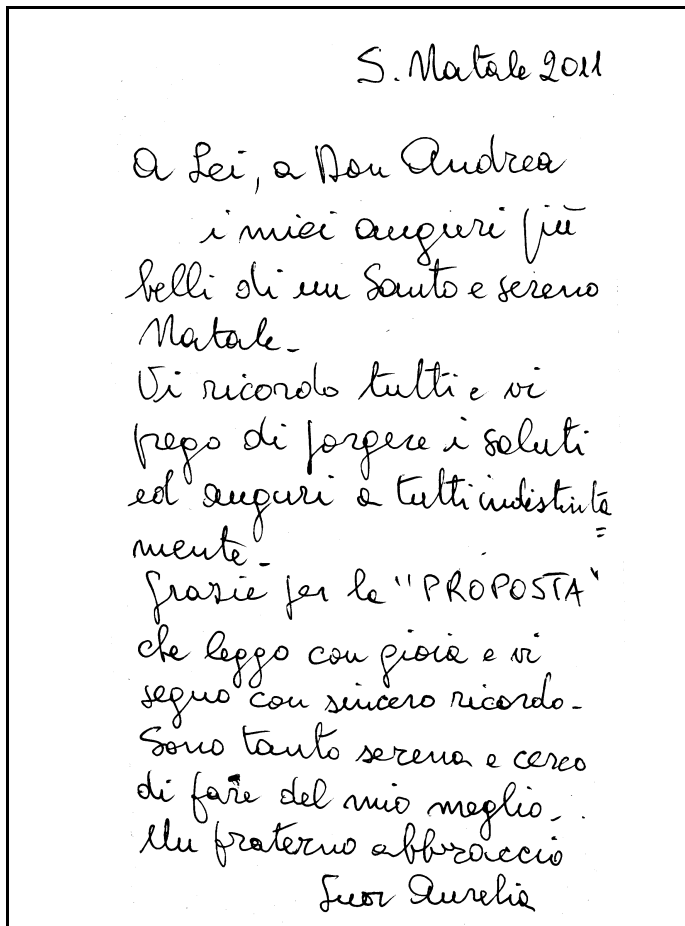 S. Natale 2011
A Lei, a Don Andrea
i miei auguri più
belli di un Santo e sereno
Natale.
Vi ricordo tutti e vi
prego di porgere i saluti
ed auguri a tutti indistinta
=
mente.
Grazie per la "PROPOSTA"
che leggo con gioia e vi
seguo con sincero ricordo.
Sono tanto serena e cerco
di fare del mio meglio.
Un fraterno abbraccio
Suor Aurelia